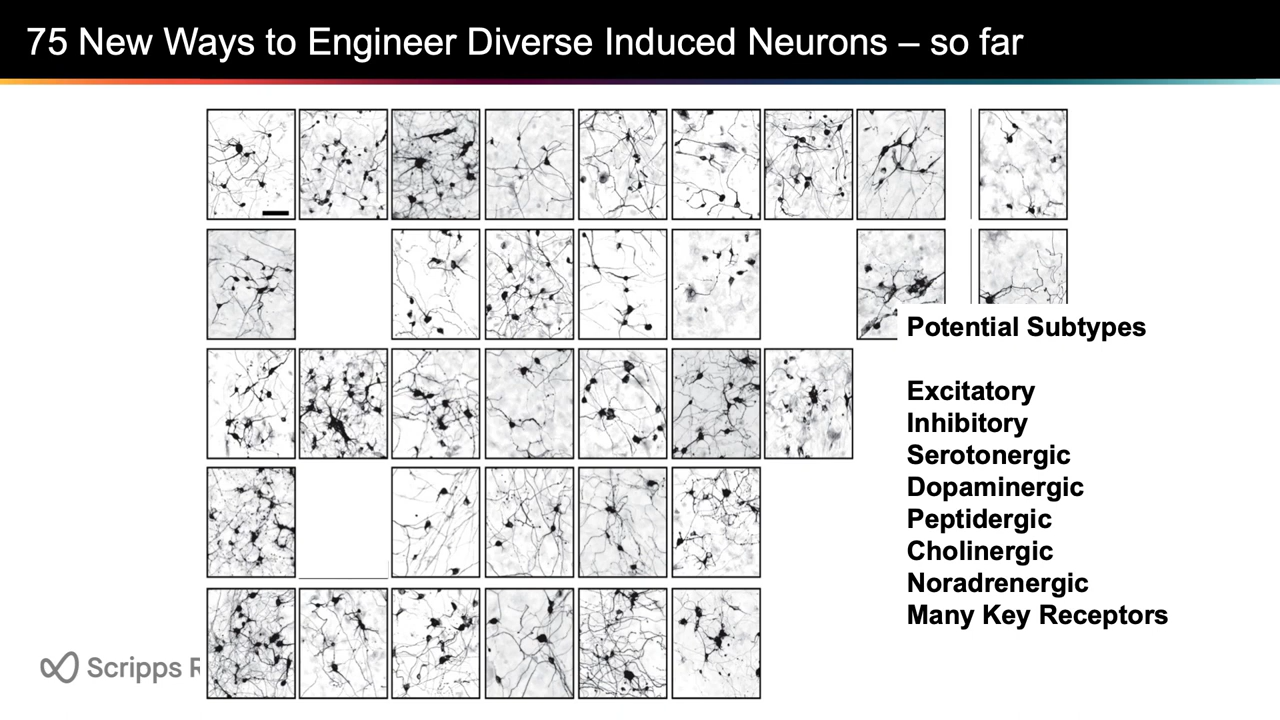 75 New Ways to Engineer Diverse Induced Neurons – so far
Potential Subtypes
Excitatory
Inhibitory
Serotonergic
Dopaminergic
Peptidergic
Cholinergic
Noradrenergic
Many Key Receptors
Scripps R